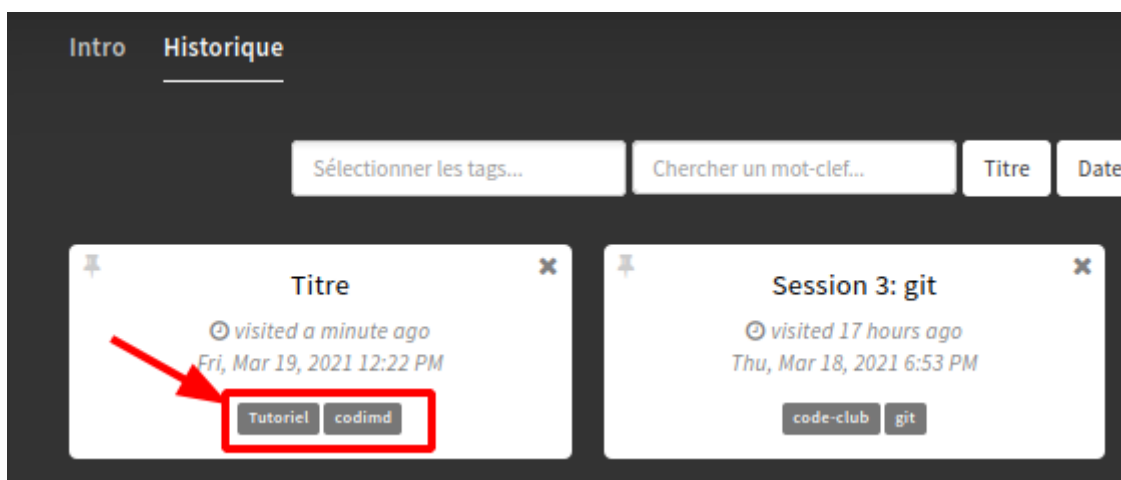 Intro Historique
Sélectionner les tags... Chercher un mot-clef... Titre Date
Titre
visited a minute ago
Fri, Mar 19, 2021 12:22 PM
Tutoriel codimd
Session 3: git
visited 17 hours ago
Thu, Mar 18, 2021 6:53 PM
code-club git